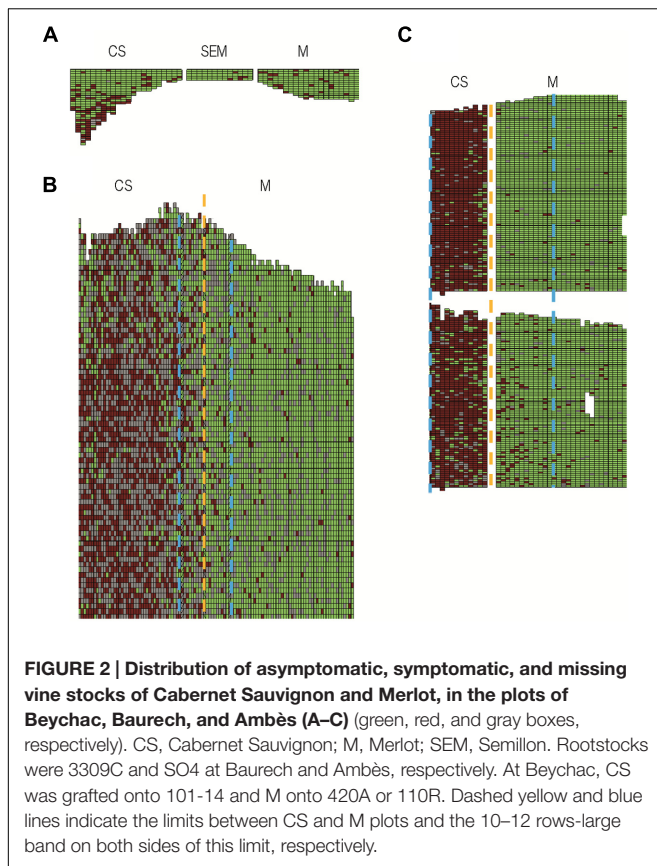 A
CS SEM M
C
CS M
B
CS M
FIGURE 2 | Distribution of asymptomatic, symptomatic, and missing
vine stocks of Cabernet Sauvignon and Merlot, in the plots of
Beychac, Baurech, and Ambès (A–C) (green, red, and gray boxes,
respectively). CS, Cabernet Sauvignon; M, Merlot; SEM, Semillon. Rootstocks
were 3309C and SO4 at Baurech and Ambès, respectively. At Beychac, CS
was grafted onto 101-14 and M onto 420A or 110R. Dashed yellow and blue
lines indicate the limits between CS and M plots and the 10–12 rows-large
band on both sides of this limit, respectively.